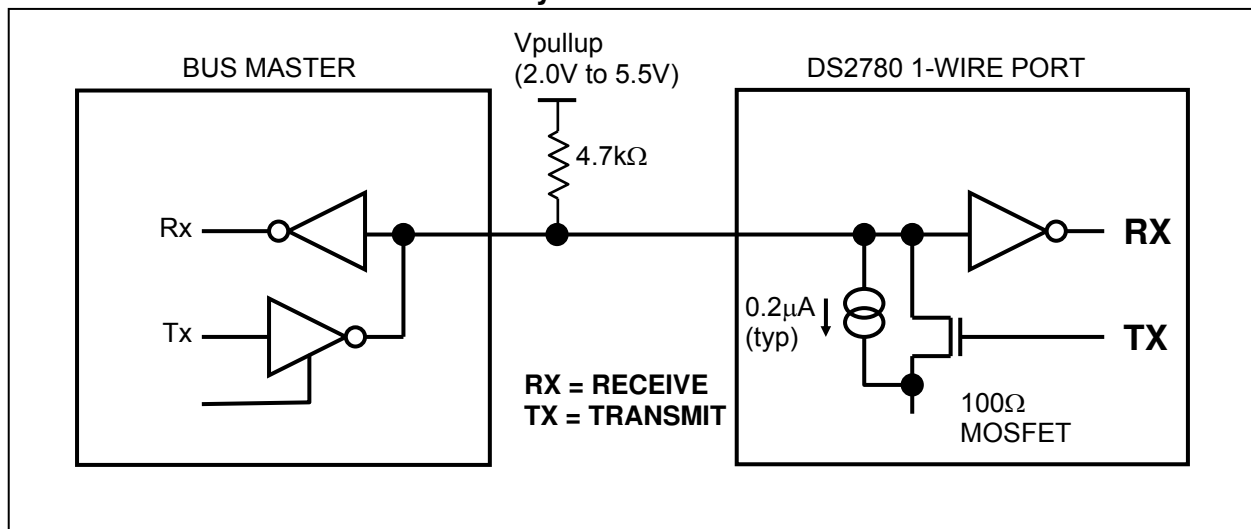 BUS MASTER
Vpullup
(2.0V to 5.5V)
DS2780 1-WIRE PORT
4.7kΩ
Rx
RX
Tx
0.2μA
(typ)
TX
RX = RECEIVE
TX = TRANSMIT
100Ω
MOSFET